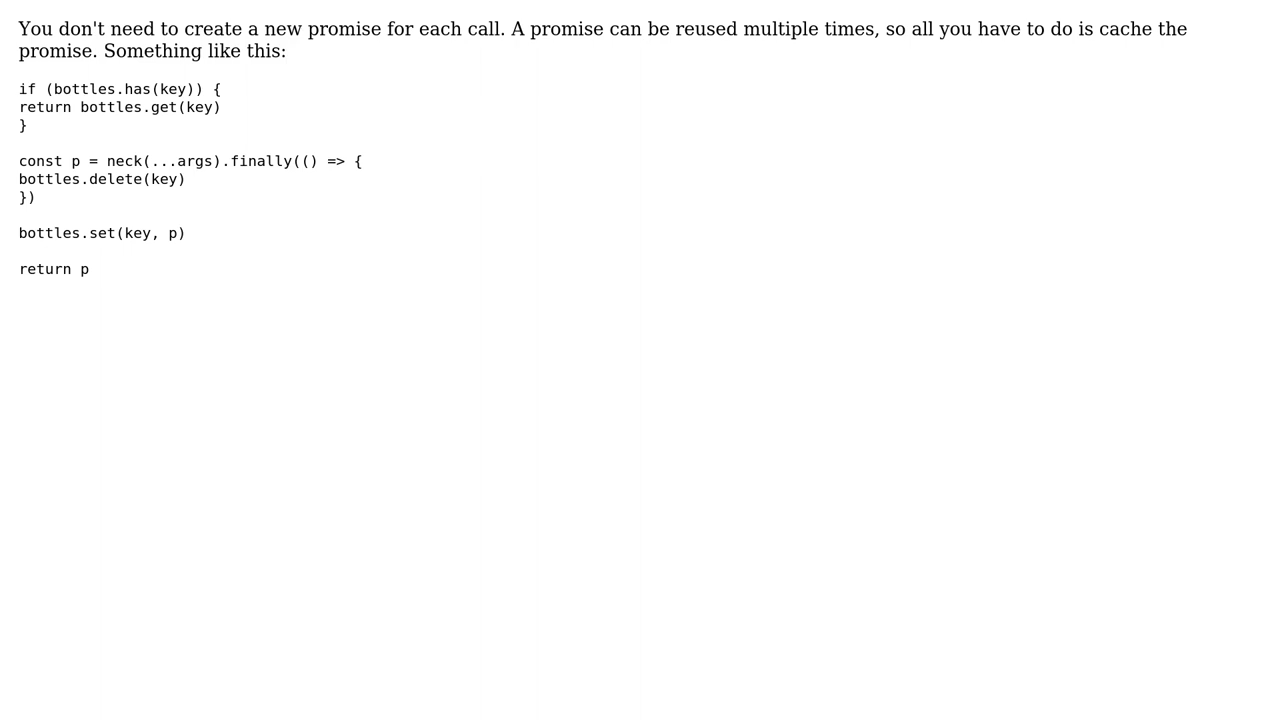 You don't need to create a new promise for each call. A promise can be reused multiple times, so all you have to do is cache the
promise. Something like this:
if (bottles.has(key)) {
return bottles.get(key)
}
const p = neck(...args).finally(() => {
bottles.delete(key)
})
bottles.set(key, p)
return p